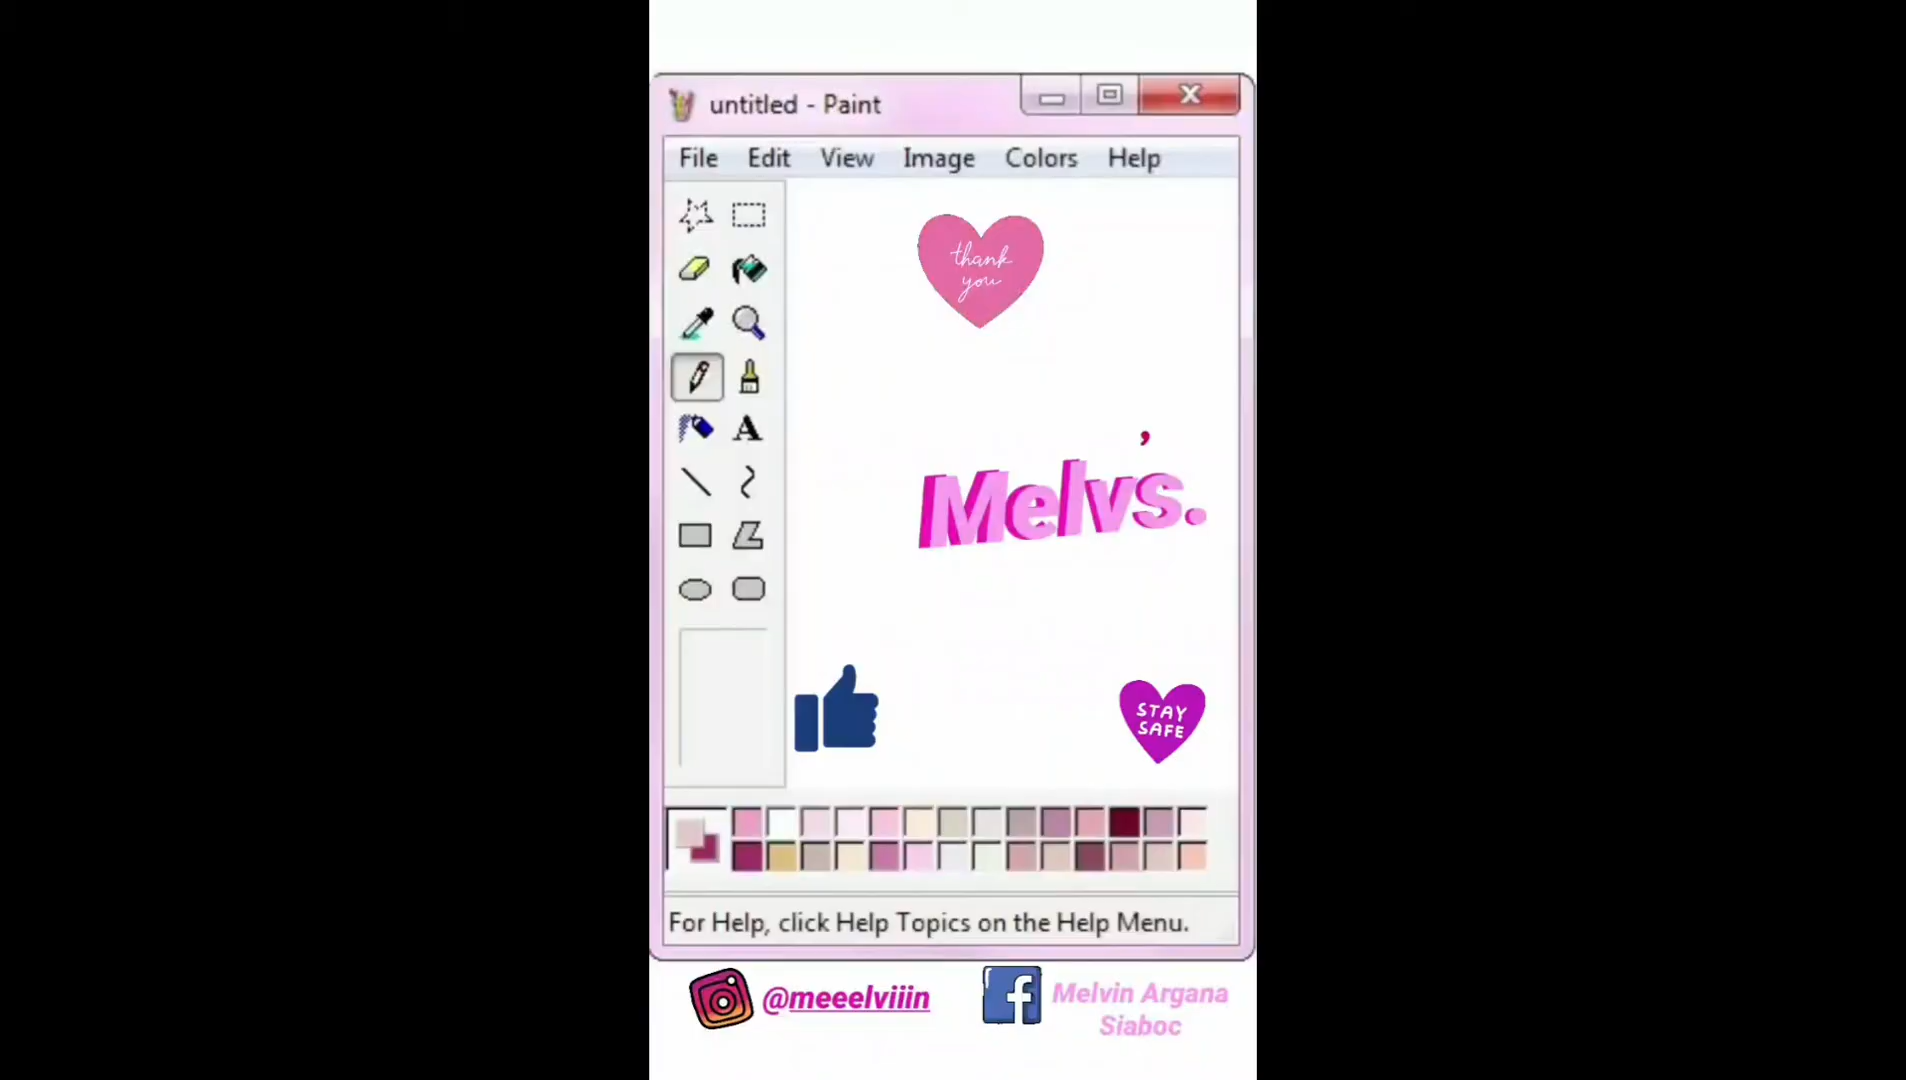 untitled - Paint
File Edit View Image Colors Help
thank
you
A
,
Melvs.
STAY
SAFE
For Help, click Help Topics on the Help Menu.
@meeelviiin
Melvin Argana
Siaboc